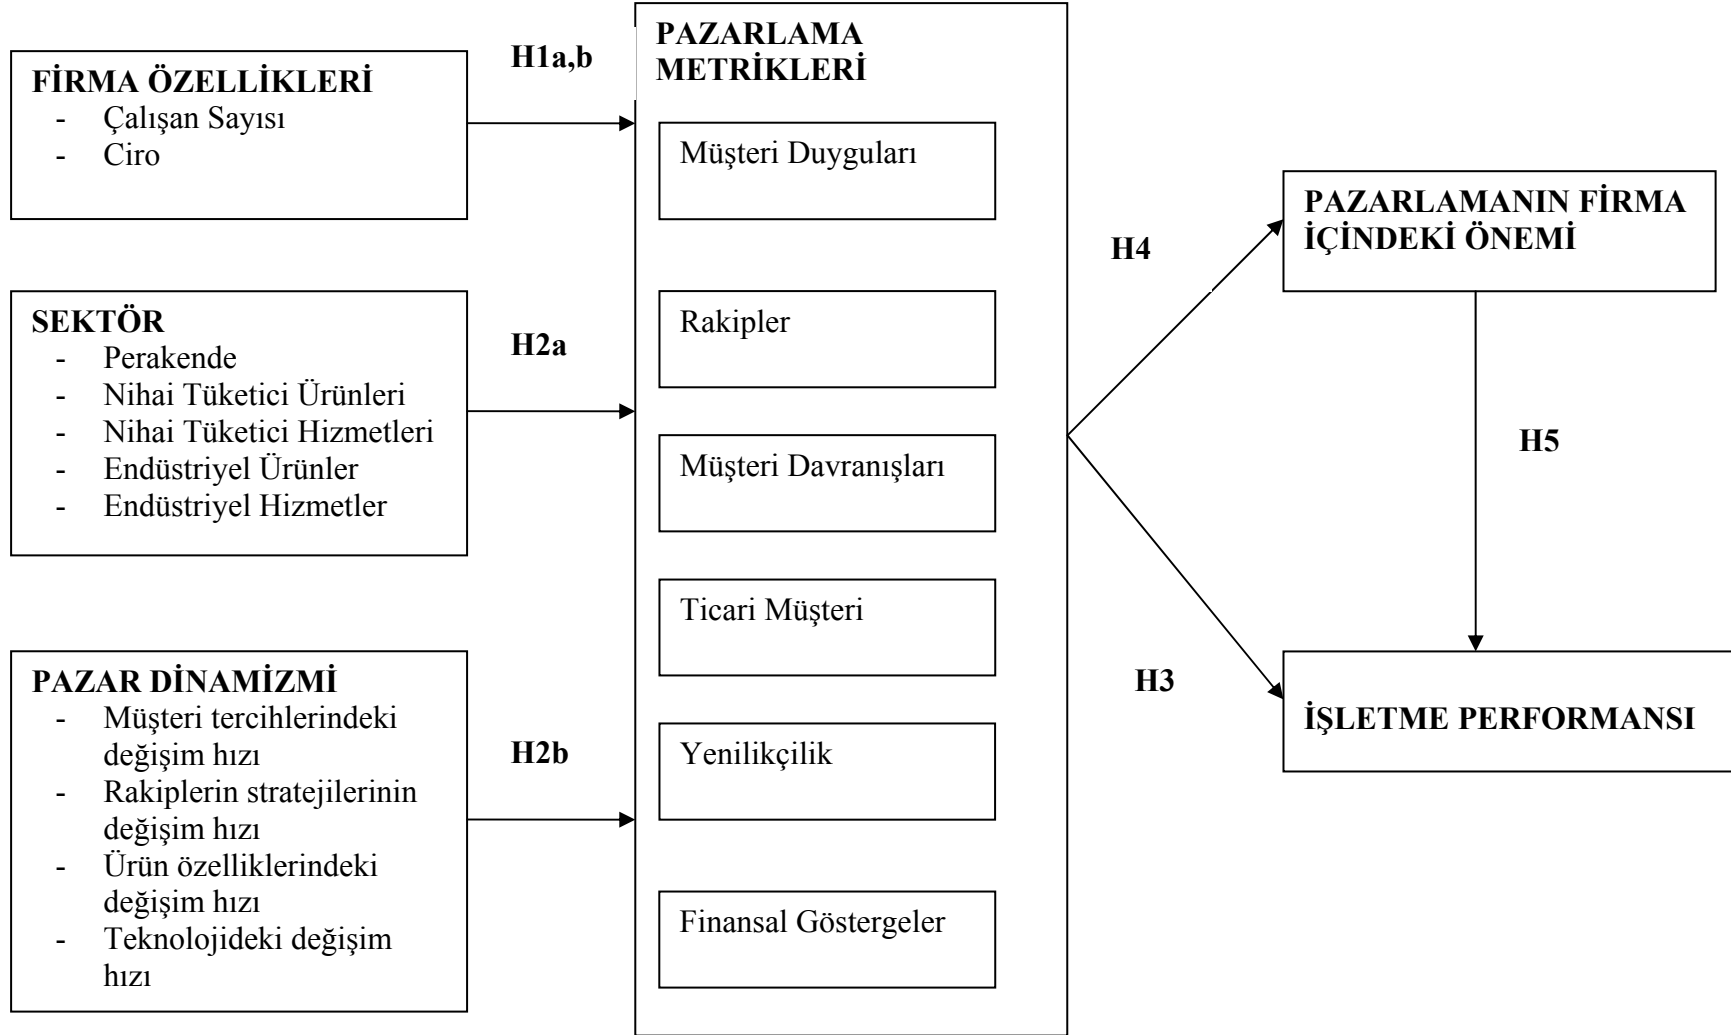 FİRMA ÖZELLİKLERİ
- Çalışan Sayısı
- Ciro
H1a,b
SEKTÖR
- Perakende
- Nihai Tüketici Ürünleri
- Nihai Tüketici Hizmetleri
- Endüstriyel Ürünler
- Endüstriyel Hizmetler
H2a
PAZAR DİNAMİZMİ
- Müşteri tercihlerindeki
değişim hızı
- Rakiplerin stratejilerinin
değişim hızı
- Ürün özelliklerindeki
değişim hızı
- Teknolojideki değişim
hızı
H2b
PAZARLAMA
METRİKLERİ
Müşteri Duyguları
Rakipler
Müşteri Davranışları
Ticari Müşteri
Yenilikçilik
Finansal Göstergeler
H4
H3
PAZARLAMANIN FİRMA
İÇİNDEKİ ÖNEMİ
H5
İŞLETME PERFORMANSI